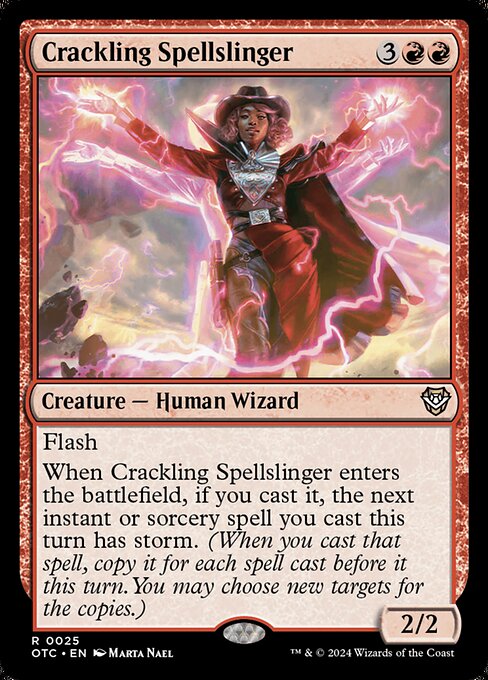 Crackling Spellslinger 3
Creature — Human Wizard
Flash
When Crackling Spellslinger enters
the battlefield, if you cast it, the next
instant or sorcery spell you cast this
turn has storm. (When you cast that
spell, copy it for each spell cast before it
this turn. You may choose new targets for
the copies.)
2/2
R 0025
OTC • EN Marta Nael ™ & © 2024 Wizards of the Coast